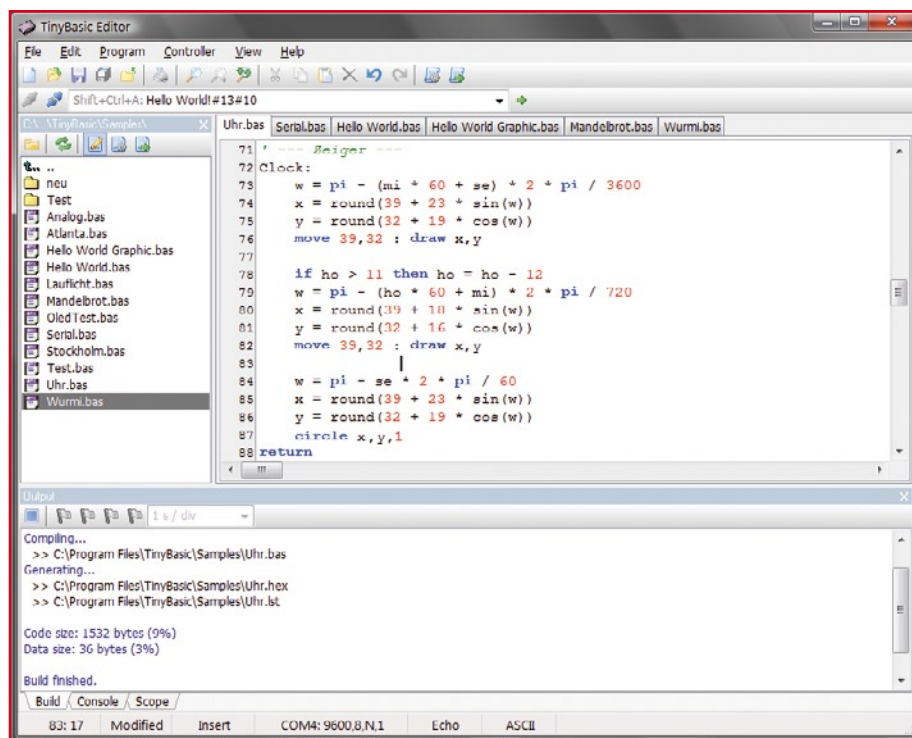 TinyBasic Editor
File Edit Program Controller View Help
Shift+Ctrl+A: Hello World!#13#10
C:\...\TinyBasic\Samples\
Uhr.bas Serial.bas Hello World.bas Hello World Graphic.bas Mandelbrot.bas Wurmi.bas
..
neu
Test
Analog.bas
Atlanta.bas
Hello World Graphic.bas
Hello World.bas
Lauflicht.bas
Mandelbrot.bas
OledTest.bas
Serial.bas
Stockholm.bas
Test.bas
Uhr.bas
Wurmi.bas
71 ' --- Zeiger ---
72 Clock:
73 w = pi - (mi * 60 + se) * 2 * pi / 3600
74 x = round(39 + 23 * sin(w))
75 y = round(32 + 19 * cos(w))
76 move 39,32 : draw x,y
77
78 if ho > 11 then ho = ho - 12
79 w = pi - (ho * 60 + mi) * 2 * pi / 720
80 x = round(39 + 18 * sin(w))
81 y = round(32 + 16 * cos(w))
82 move 39,32 : draw x,y
83
84 w = pi - se * 2 * pi / 60
85 x = round(39 + 23 * sin(w))
86 y = round(32 + 19 * cos(w))
87 circle x,y,1
88 return
Output
1 s / div
Compiling...
>> C:\Program Files\TinyBasic\Samples\Uhr.bas
Generating...
>> C:\Program Files\TinyBasic\Samples\Uhr.hex
>> C:\Program Files\TinyBasic\Samples\Uhr.lst
Code size: 1532 bytes (9%)
Data size: 36 bytes (3%)
Build finished.
Build Console Scope
83: 17 Modified Insert COM4: 9600,8,N,1 Echo ASCII